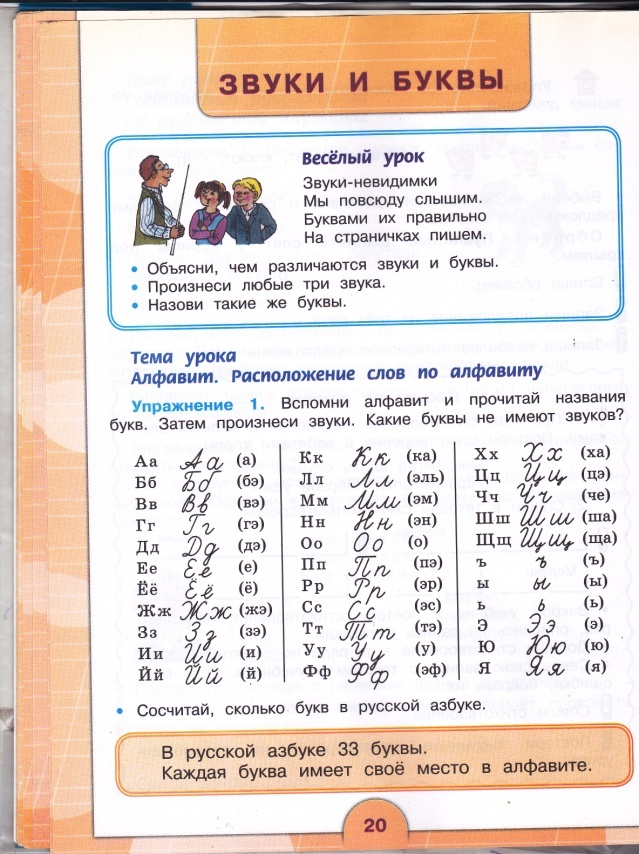 ЗВУКИ И БУКВЫ
Весёлый урок
Звуки-невидимки
Мы повсюду слышим.
Буквами их правильно
На страничках пишем.
• Объясни, чем различаются звуки и буквы.
• Произнеси любые три звука.
• Назови такие же буквы.
Тема урока
Алфавит. Расположение слов по алфавиту
Упражнение 1. Вспомни алфавит и прочитай названия
букв. Затем произнеси звуки. Какие буквы не имеют звуков?
Аа Аа (а)
Бб Бб (бэ)
Вв Вв (вэ)
Гг Гг (гэ)
Дд Дд (дэ)
Ее Ее (е)
Ёё Ёё (ё)
Жж Жж (жэ)
Зз Зз (зэ)
Ии Ии (и)
Йй Йй (й)
Кк Кк (ка)
Лл Лл (эль)
Мм Мм (эм)
Нн Нн (эн)
Оо Оо (о)
Пп Пп (пэ)
Рр Рр (эр)
Сс Сс (эс)
Тт Тт (тэ)
Уу Уу (у)
Фф Фф (эф)
Хх Хх (ха)
Цц Цц (цэ)
Чч Чч (че)
Шш Шш (ша)
Щщ Щщ (ща)
ъ ъ (ъ)
ы ы (ы)
ь ь (ь)
Э Ээ (э)
Ю Юю (ю)
Я Яя (я)
• Сосчитай, сколько букв в русской азбуке.
В русской азбуке 33 буквы.
Каждая буква имеет своё место в алфавите.
20